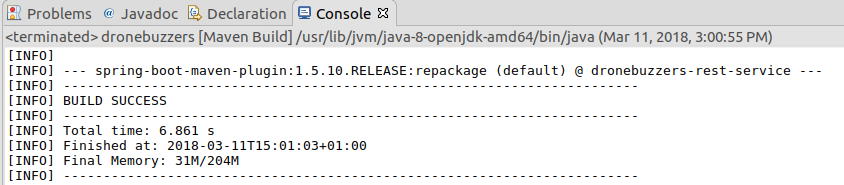 Problems @ Javadoc Declaration Console
<terminated> dronebuzzers [Maven Build] /usr/lib/jvm/java-8-openjdk-amd64/bin/java (Mar 11, 2018, 3:00:55 PM)
[INFO]
[INFO] --- spring-boot-maven-plugin:1.5.10.RELEASE:repackage (default) @ dronebuzzers-rest-service ---
[INFO] ------------------------------------------------------------------------
[INFO] BUILD SUCCESS
[INFO] ------------------------------------------------------------------------
[INFO] Total time: 6.861 s
[INFO] Finished at: 2018-03-11T15:01:03+01:00
[INFO] Final Memory: 31M/204M
[INFO] ------------------------------------------------------------------------